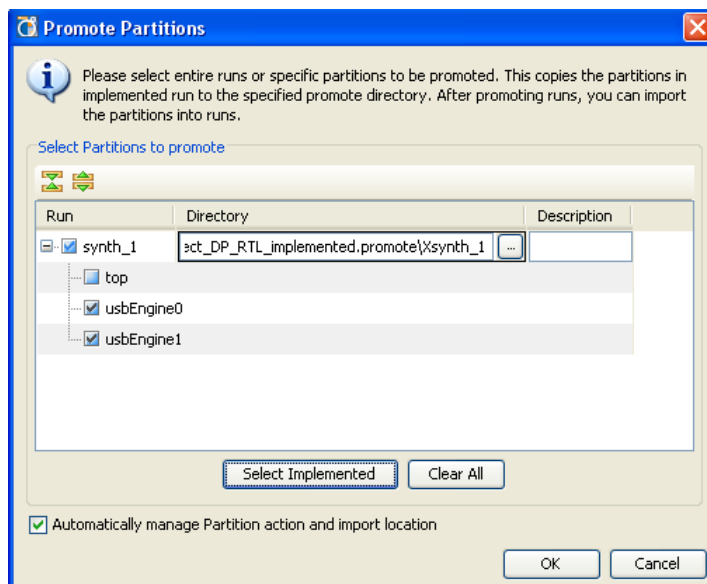 Promote Partitions
Please select entire runs or specific partitions to be promoted. This copies the partitions in
implemented run to the specified promote directory. After promoting runs, you can import
the partitions into runs.
Select Partitions to promote
Run Directory Description
synth_1 ect_DP_RTL_implemented.promote\Xsynth_1 ...
top
usbEngine0
usbEngine1
Select Implemented Clear All
Automatically manage Partition action and import location
OK Cancel